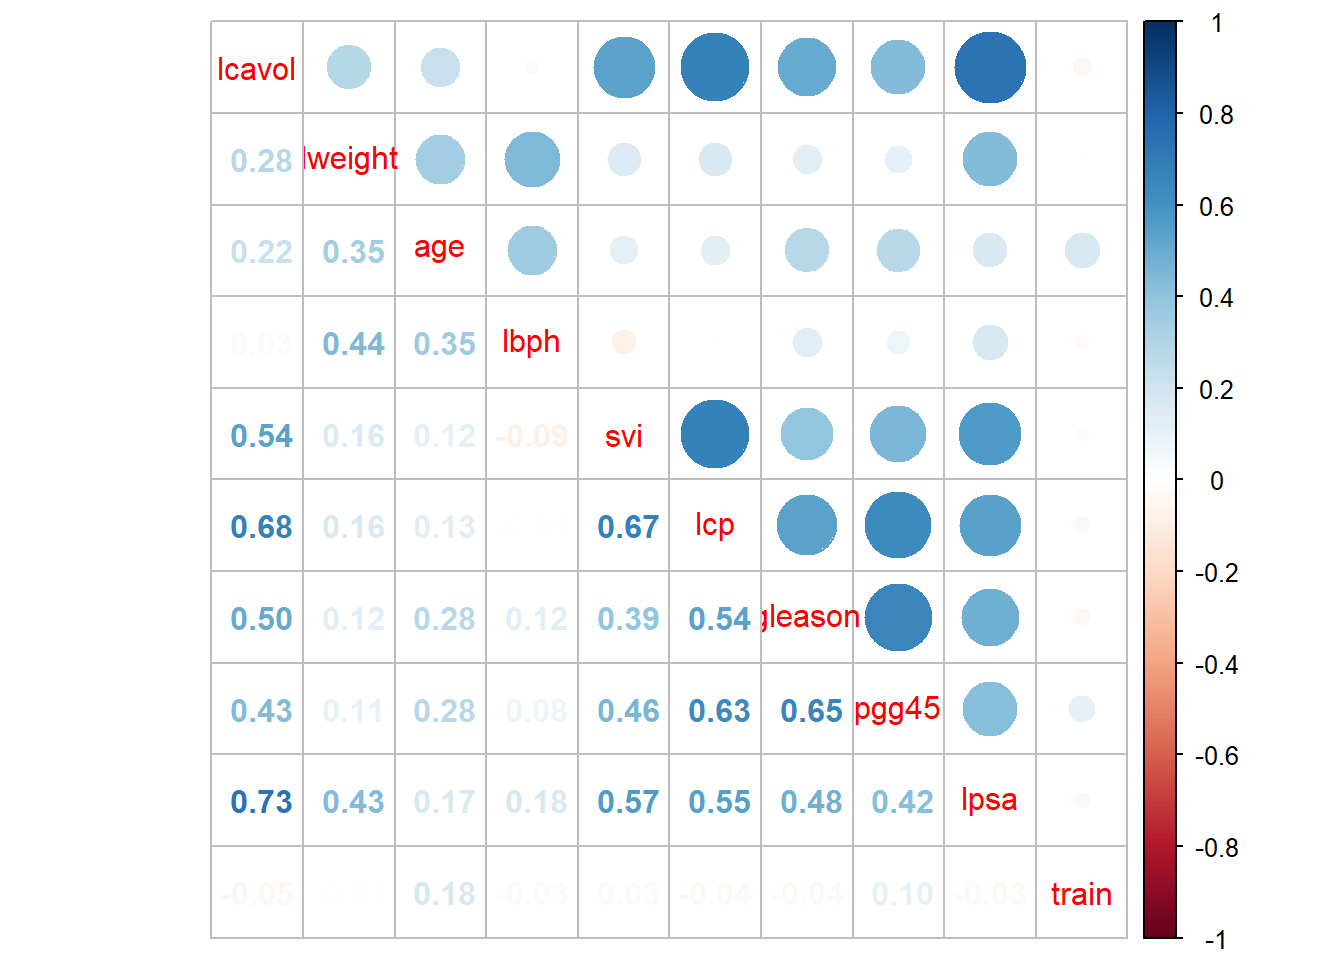 lcavol
0.28 lweight
0.22 0.35 age
0.03 0.44 0.35 lbph
0.54 0.16 0.12 -0.09 svi
0.68 0.16 0.13 0.67 lcp
0.50 0.12 0.28 0.12 0.39 0.54 gleason
0.43 0.11 0.28 0.08 0.46 0.63 0.65 pgg45
0.73 0.43 0.17 0.18 0.57 0.55 0.48 0.42 lpsa
-0.05 0.18 -0.03 0.03 -0.04 -0.04 0.10 -0.03 train
1
0.8
0.6
0.4
0.2
0
-0.2
-0.4
-0.6
-0.8
-1